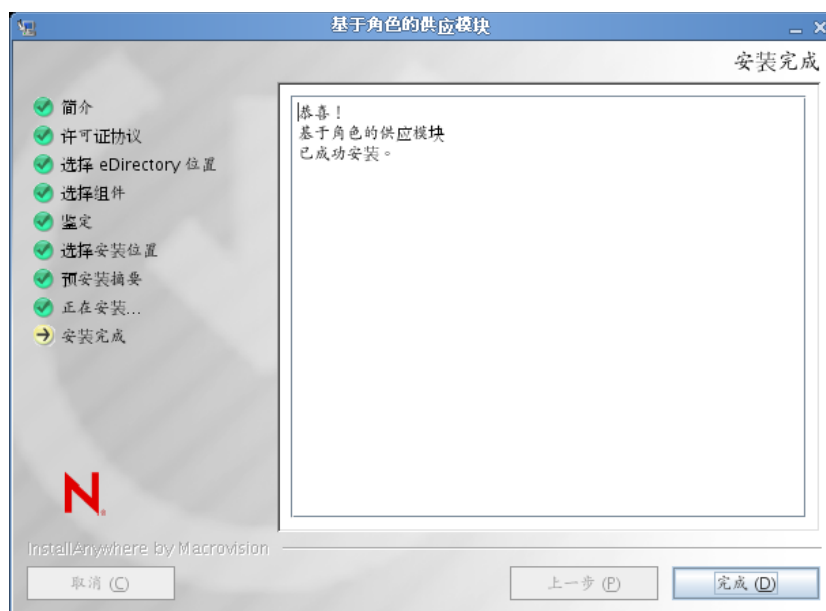 基于角色的供应模块
安装完成
简介
许可证协议
选择 eDirectory 位置
选择组件
鉴定
选择安装位置
预安装摘要
正在安装...
安装完成
恭喜！
基于角色的供应模块
已成功安装。
N
InstallAnywhere by Macrovision
取消 (C)
上一步 (P)
完成 (D)